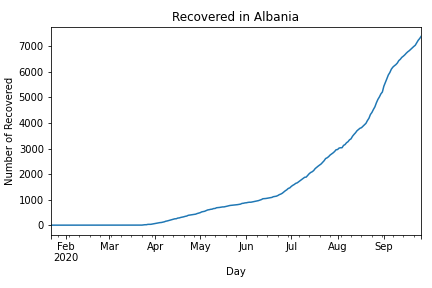 Recovered in Albania
Number of Recovered
7000
6000
5000
4000
3000
2000
1000
0
Feb Mar Apr May Jun Jul Aug Sep
2020
Day